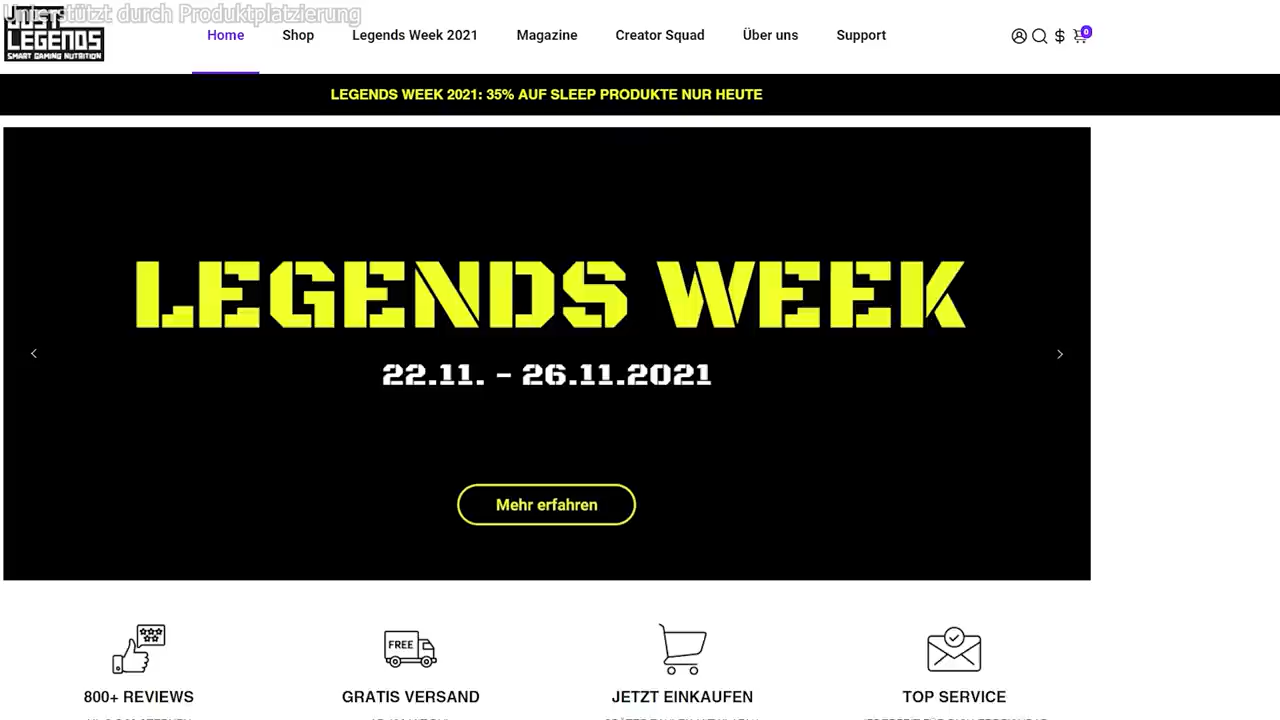 Unterstützt durch Produktplatzierung
JUST
LEGENDS
SMART GAMING NUTRITION
Home Shop Legends Week 2021 Magazine Creator Squad Über uns Support
0
LEGENDS WEEK 2021: 35% AUF SLEEP PRODUKTE NUR HEUTE
LEGENDS WEEK
22.11. - 26.11.2021
Mehr erfahren
FREE
800+ REVIEWS GRATIS VERSAND JETZT EINKAUFEN TOP SERVICE